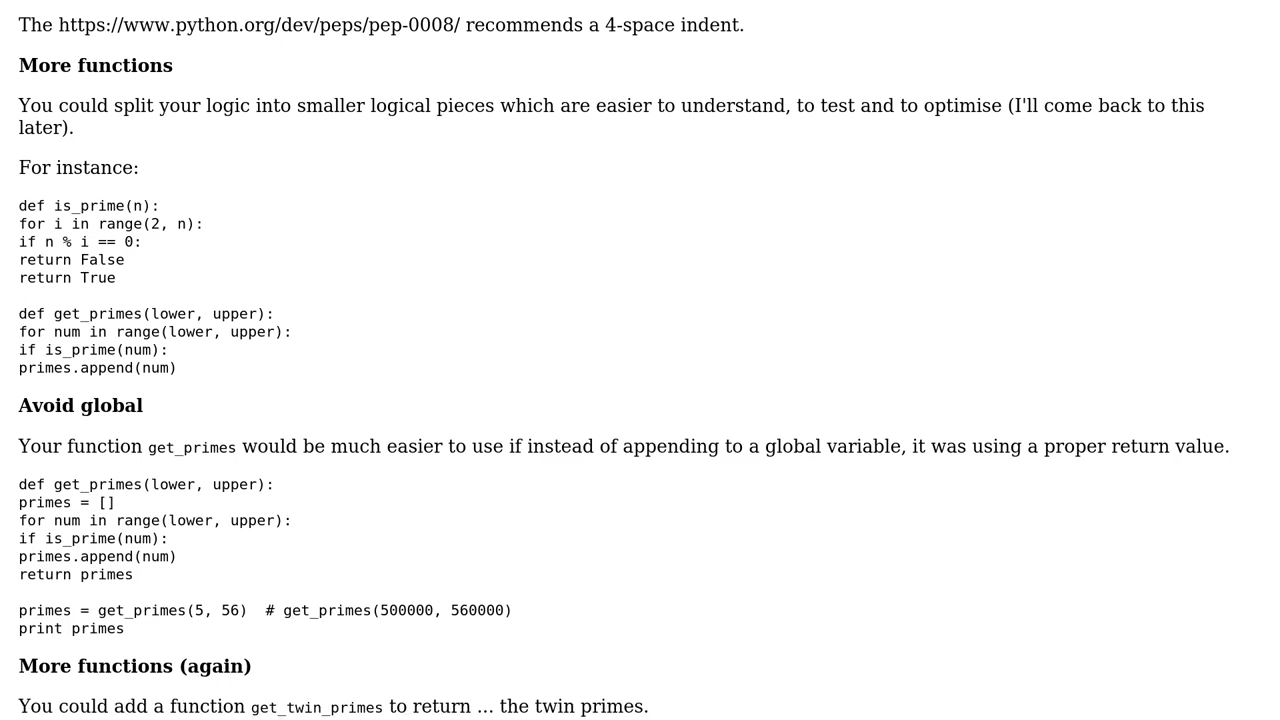 The https://www.python.org/dev/peps/pep-0008/ recommends a 4-space indent.
More functions
You could split your logic into smaller logical pieces which are easier to understand, to test and to optimise (I'll come back to this
later).
For instance:
def is_prime(n):
for i in range(2, n):
if n % i == 0:
return False
return True
def get_primes(lower, upper):
for num in range(lower, upper):
if is_prime(num):
primes.append(num)
Avoid global
Your function get_primes would be much easier to use if instead of appending to a global variable, it was using a proper return value.
def get_primes(lower, upper):
primes = []
for num in range(lower, upper):
if is_prime(num):
primes.append(num)
return primes
primes = get_primes(5, 56)  # get_primes(500000, 560000)
print primes
More functions (again)
You could add a function get_twin_primes to return ... the twin primes.